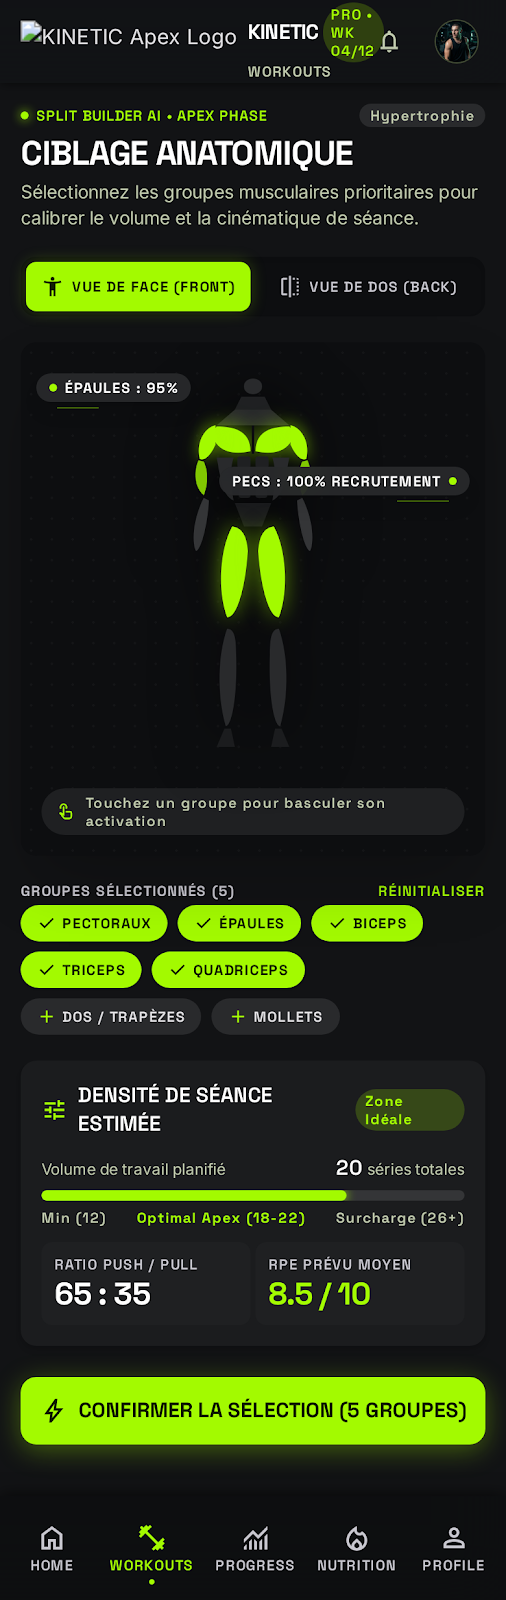 KINETIC Apex Logo
KINETIC
PRO •
WK
04/12
WORKOUTS
SPLIT BUILDER AI • APEX PHASE
Hypertrophie
CIBLAGE ANATOMIQUE
Sélectionnez les groupes musculaires prioritaires pour
calibrer le volume et la cinématique de séance.
VUE DE FACE (FRONT)
VUE DE DOS (BACK)
ÉPAULES : 95%
PECS : 100% RECRUTEMENT
Touchez un groupe pour basculer son
activation
GROUPES SÉLECTIONNÉS (5)
RÉINITIALISER
PECTORAUX
ÉPAULES
BICEPS
TRICEPS
QUADRICEPS
DOS / TRAPÈZES
MOLLETS
DENSITÉ DE SÉANCE
ESTIMÉE
Zone
Idéale
Volume de travail planifié
20 séries totales
Min (12)
Optimal Apex (18-22)
Surcharge (26+)
RATIO PUSH / PULL
65 : 35
RPE PRÉVU MOYEN
8.5 / 10
CONFIRMER LA SÉLECTION (5 GROUPES)
HOME
WORKOUTS
PROGRESS
NUTRITION
PROFILE